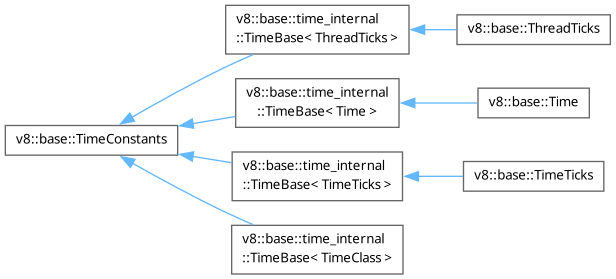 v8::base::time_internal
::TimeBase< ThreadTicks >
v8::base::ThreadTicks
v8::base::time_internal
::TimeBase< Time >
v8::base::Time
v8::base::TimeConstants
v8::base::time_internal
::TimeBase< TimeTicks >
v8::base::TimeTicks
v8::base::time_internal
::TimeBase< TimeClass >